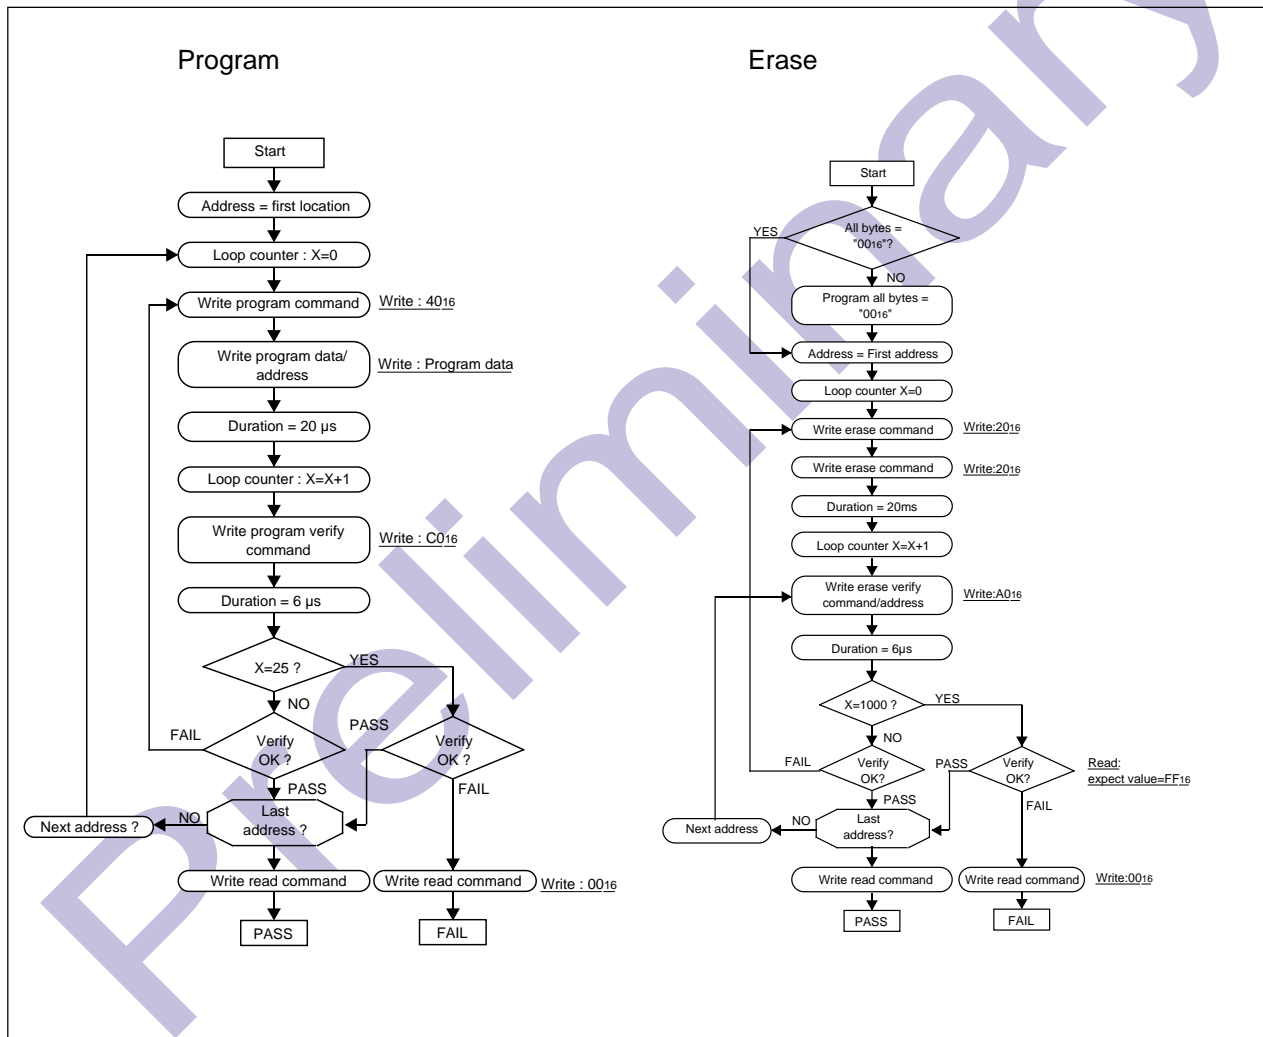 Program
Start
Address = first location
Loop counter : X=0
Write program command
Write : 4016
Write program data/
address
Write : Program data
Duration = 20 µs
Loop counter : X=X+1
Write program verify
command
Write : C016
Duration = 6 µs
X=25 ?
YES
NO
FAIL
Verify
OK ?
PASS
PASS
Verify
OK ?
FAIL
Last
address ?
NO
Next address ?
Write read command
Write read command
Write : 0016
PASS
FAIL
Erase
Start
All bytes =
"0016"?
YES
NO
Program all bytes =
"0016"
Address = First address
Loop counter X=0
Write erase command
Write:2016
Write erase command
Write:2016
Duration = 20ms
Loop counter X=X+1
Write erase verify
command/address
Write:A016
Duration = 6µs
X=1000 ?
YES
NO
FAIL
Verify
OK?
PASS
PASS
Verify
OK?
Read:
expect value=FF16
FAIL
Last
address?
NO
Next address
Write read command
Write read command
Write:0016
PASS
FAIL
Preliminary